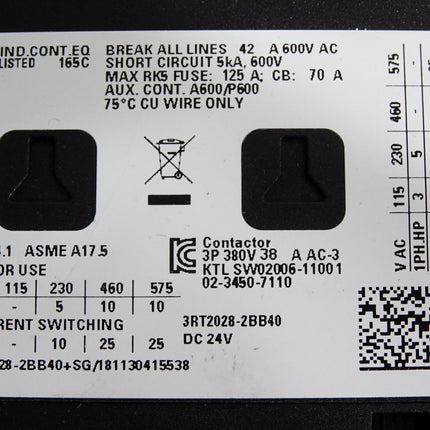 IND.CONT.EQ
LISTED 165C
BREAK ALL LINES 42 A 600V AC
SHORT CIRCUIT 5kA, 600V
MAX RK5 FUSE: 125 A; CB: 70 A
AUX. CONT. A600/P600
75°C CU WIRE ONLY
.1 ASME A17.5
OR USE
115 230 460 575
- 5 10 10
RENT SWITCHING
- 10 25 25
28-2BB40+SG/181130415538
Contactor
3P 380V 38 A AC-3
KTL SW02006-11001
02-3450-7110
3RT2028-2BB40
DC 24V
V AC 115 230 460 575
1PH.HP 3 5 - -